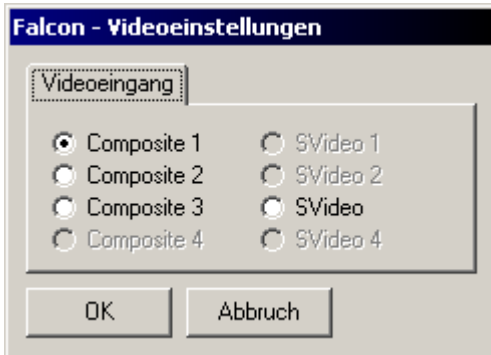 Falcon - Videoeinstellungen
Videoeingang
Composite 1 SVideo 1
Composite 2 SVideo 2
Composite 3 SVideo
Composite 4 SVideo 4
OK Abbruch